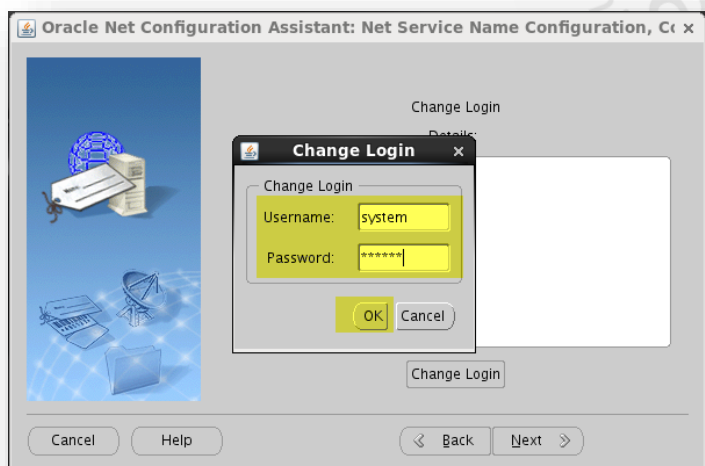 Oracle Net Configuration Assistant: Net Service Name Configuration, Co
Change Login
Details:
Change Login
Change Login
Username: system
Password: ******
OK Cancel
Change Login
Cancel Help Back Next